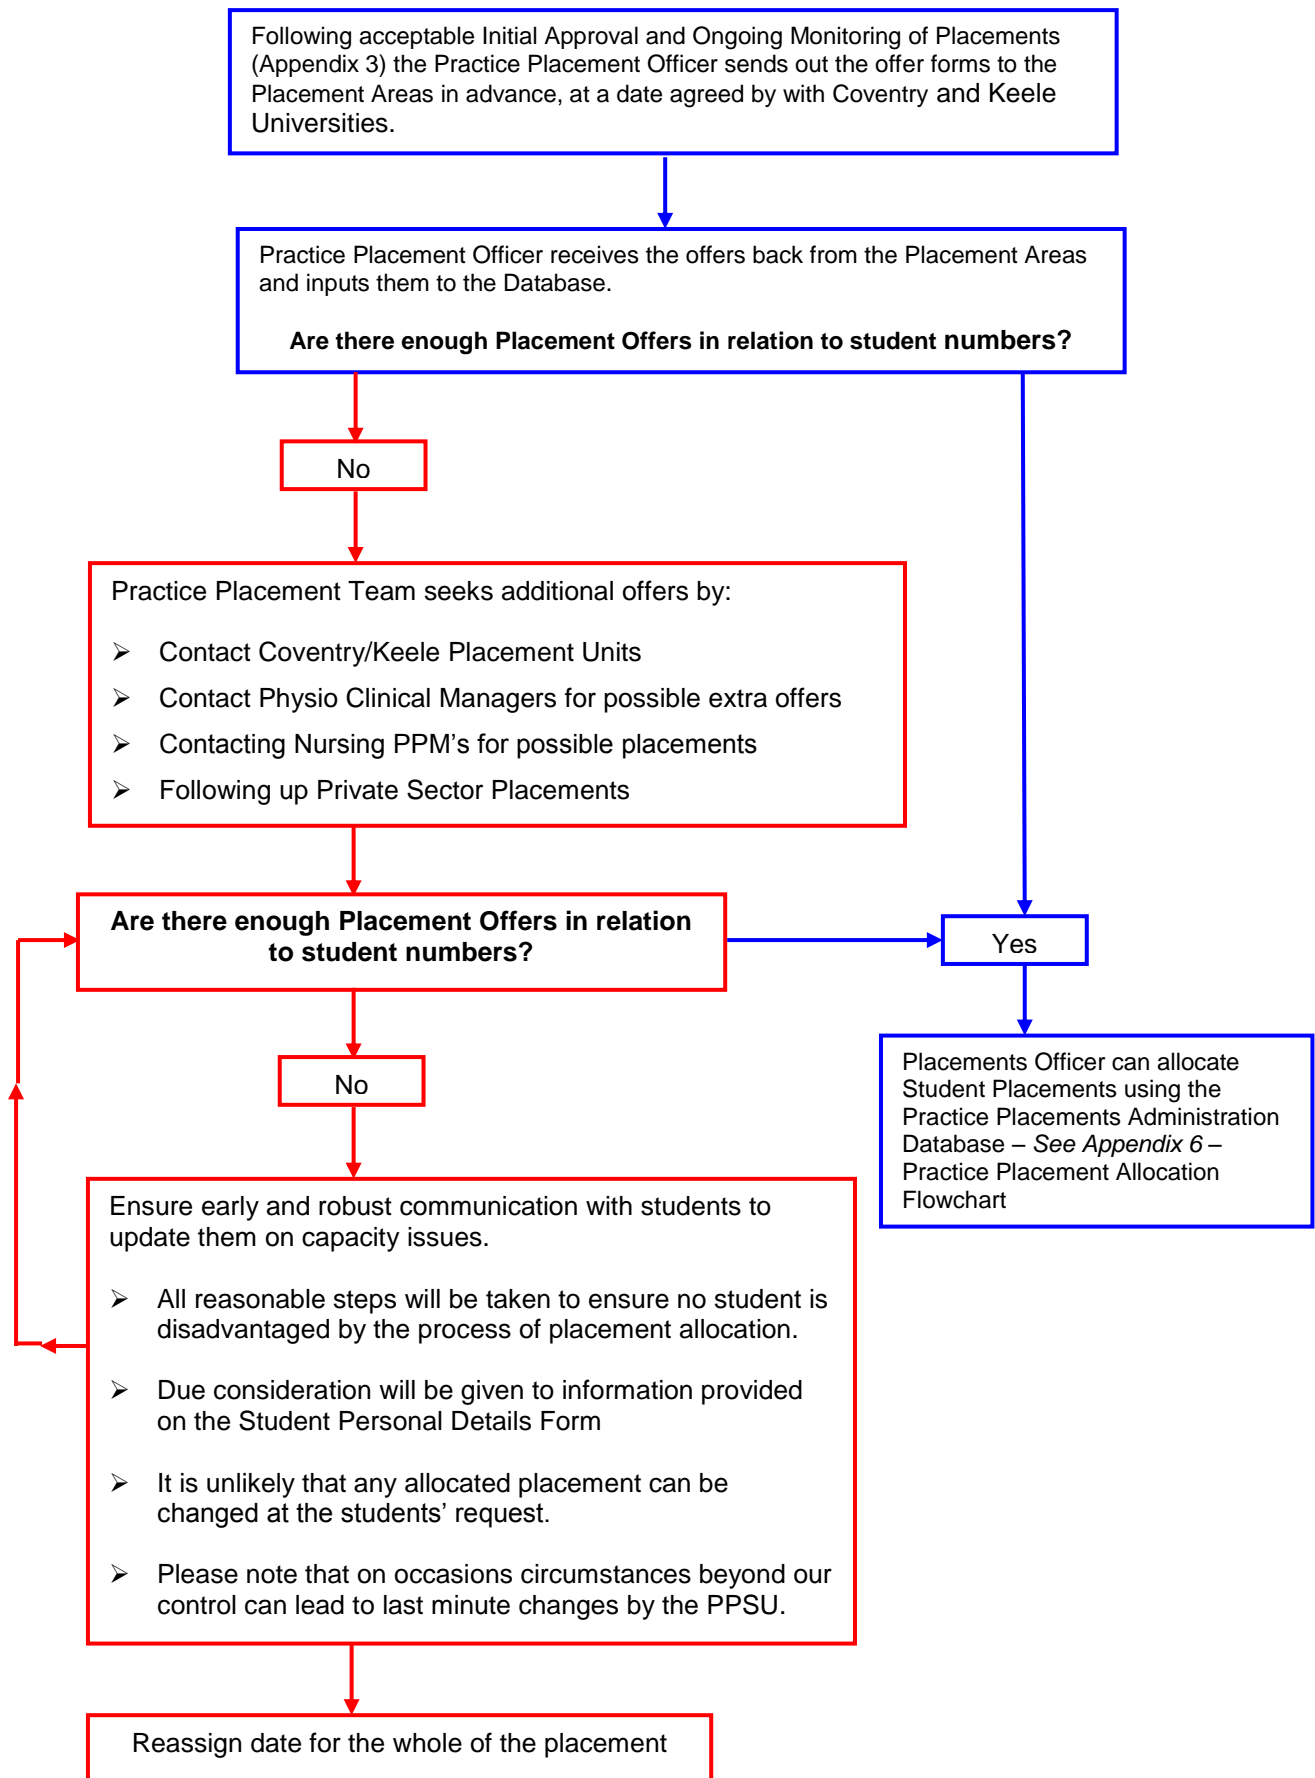 Following acceptable Initial Approval and Ongoing Monitoring of Placements
(Appendix 3) the Practice Placement Officer sends out the offer forms to the
Placement Areas in advance, at a date agreed by with Coventry and Keele
Universities.
Practice Placement Officer receives the offers back from the Placement Areas
and inputs them to the Database.
Are there enough Placement Offers in relation to student numbers?
No
Practice Placement Team seeks additional offers by:
➢ Contact Coventry/Keele Placement Units
➢ Contact Physio Clinical Managers for possible extra offers
➢ Contacting Nursing PPM's for possible placements
➢ Following up Private Sector Placements
Are there enough Placement Offers in relation
to student numbers?
Yes
No
Placements Officer can allocate
Student Placements using the
Practice Placements Administration
Database – See Appendix 6 –
Practice Placement Allocation
Flowchart
Ensure early and robust communication with students to
update them on capacity issues.
➢ All reasonable steps will be taken to ensure no student is
disadvantaged by the process of placement allocation.
➢ Due consideration will be given to information provided
on the Student Personal Details Form
➢ It is unlikely that any allocated placement can be
changed at the students’ request.
➢ Please note that on occasions circumstances beyond our
control can lead to last minute changes by the PPSU.
Reassign date for the whole of the placement